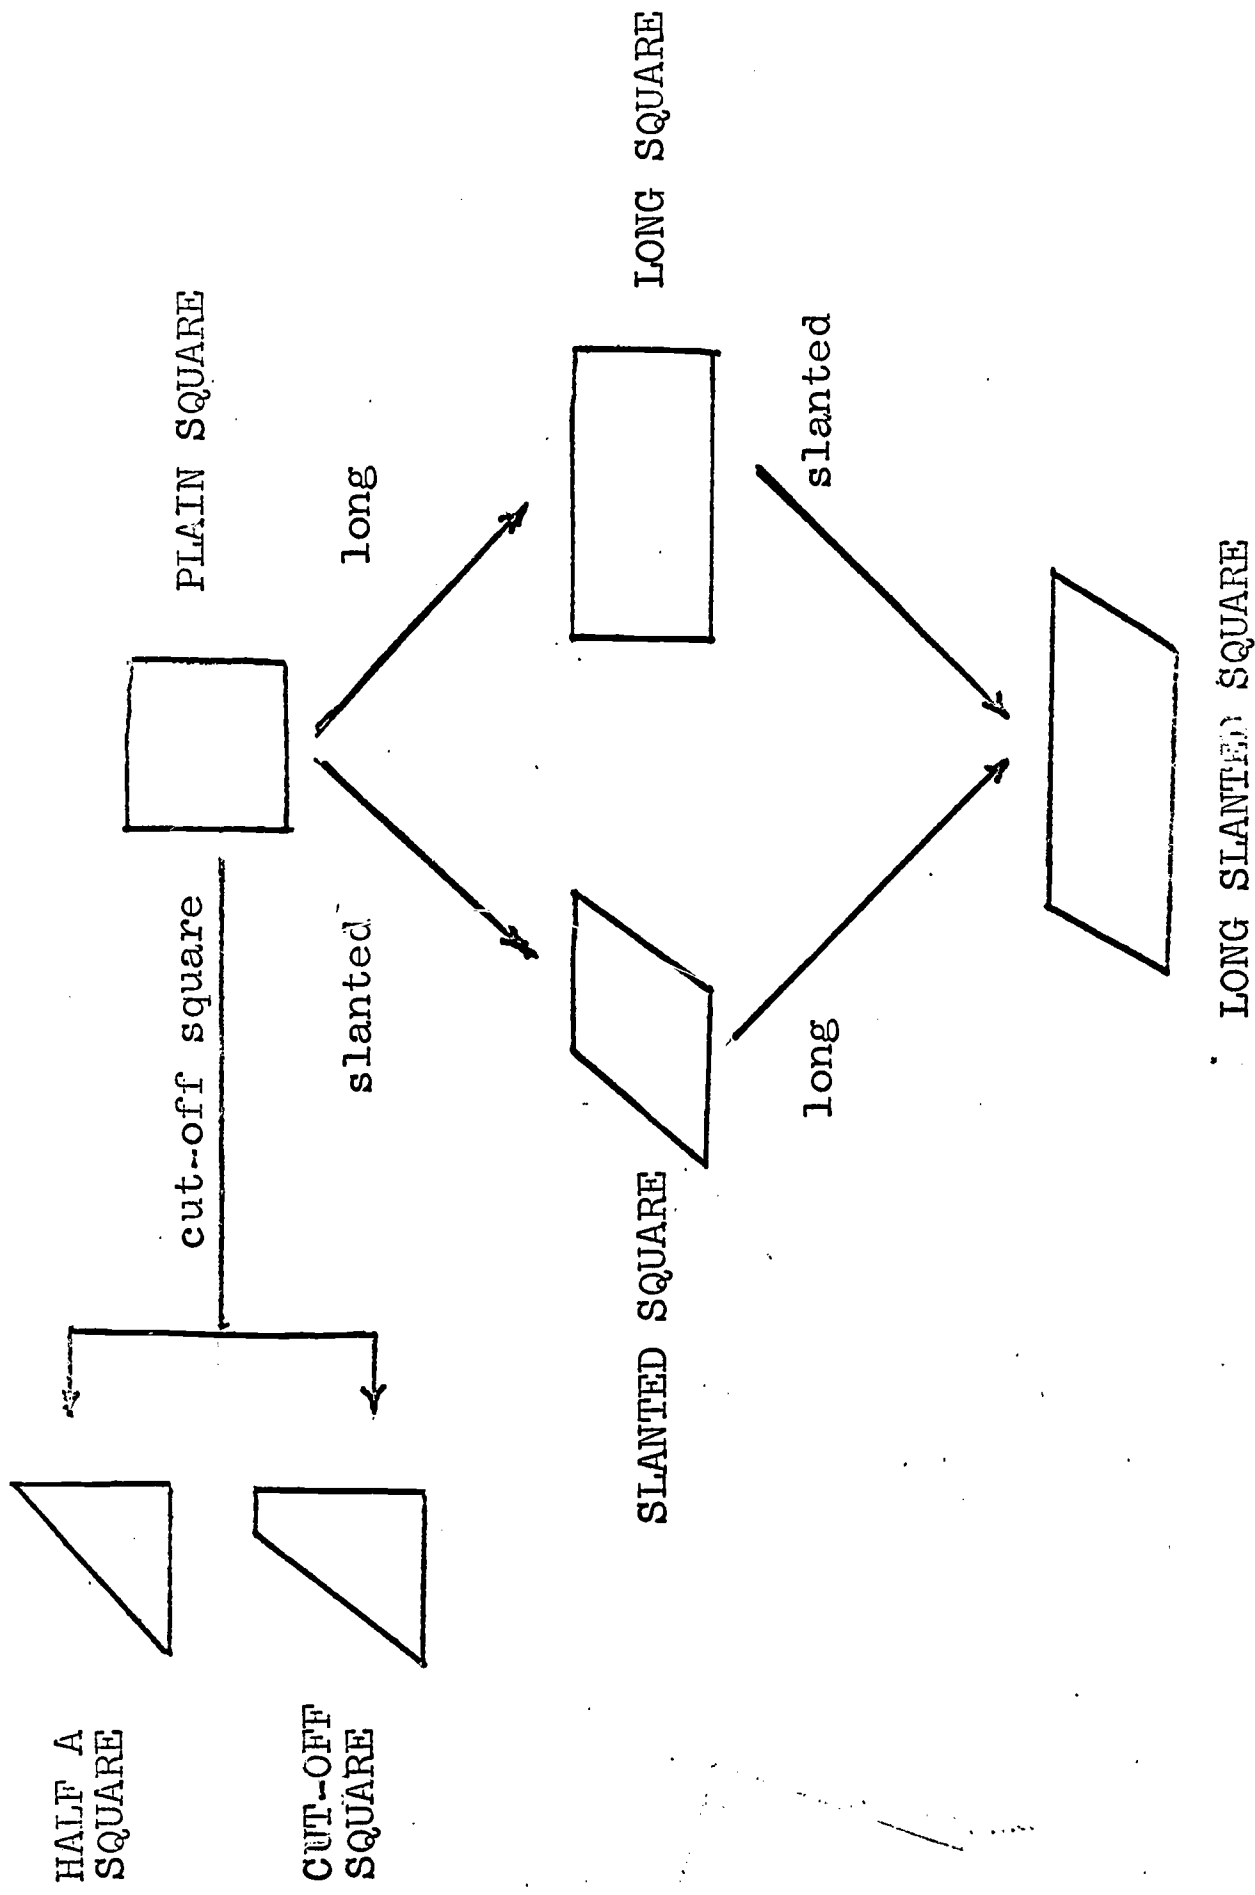 PLAIN SQUARE
cut-off square
HALF A
SQUARE
CUT-OFF
SQUARE
slanted
long
SLANTED SQUARE
LONG SQUARE
long
slanted
LONG SLANTED SQUARE